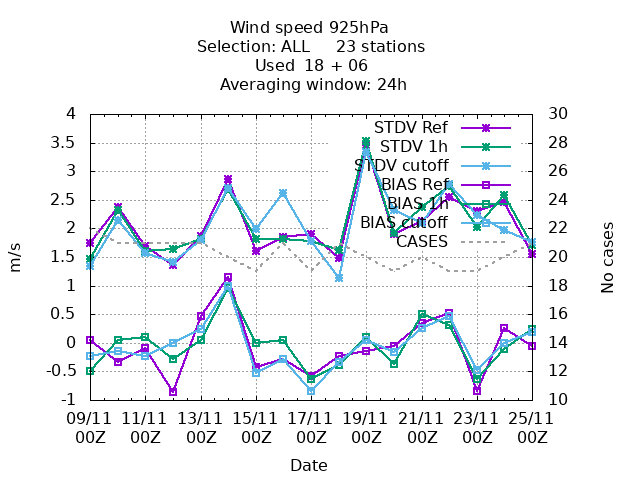 Wind speed 925hPa
Selection: ALL 23 stations
Used 18 + 06
Averaging window: 24h
4
3.5
3
2.5
2
1.5
1
0.5
0
-0.5
-1
m/s
30
28
26
24
22
20
18
16
14
12
10
No cases
STDV Ref
STDV 1h
STDV cutoff
BIAS Ref
BIAS 1h
BIAS cutoff
CASES
09/11 11/11 13/11 15/11 17/11 19/11 21/11 23/11 25/11
00Z 00Z 00Z 00Z 00Z 00Z 00Z 00Z 00Z
Date